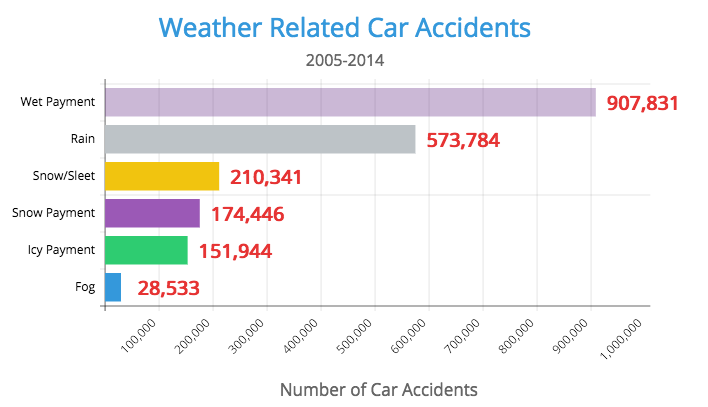 Weather Related Car Accidents
2005-2014
Wet Payment 907,831
Rain 573,784
Snow/Sleet 210,341
Snow Payment 174,446
Icy Payment 151,944
Fog 28,533
100,000 200,000 300,000 400,000 500,000 600,000 700,000 800,000 900,000 1,000,000
Number of Car Accidents